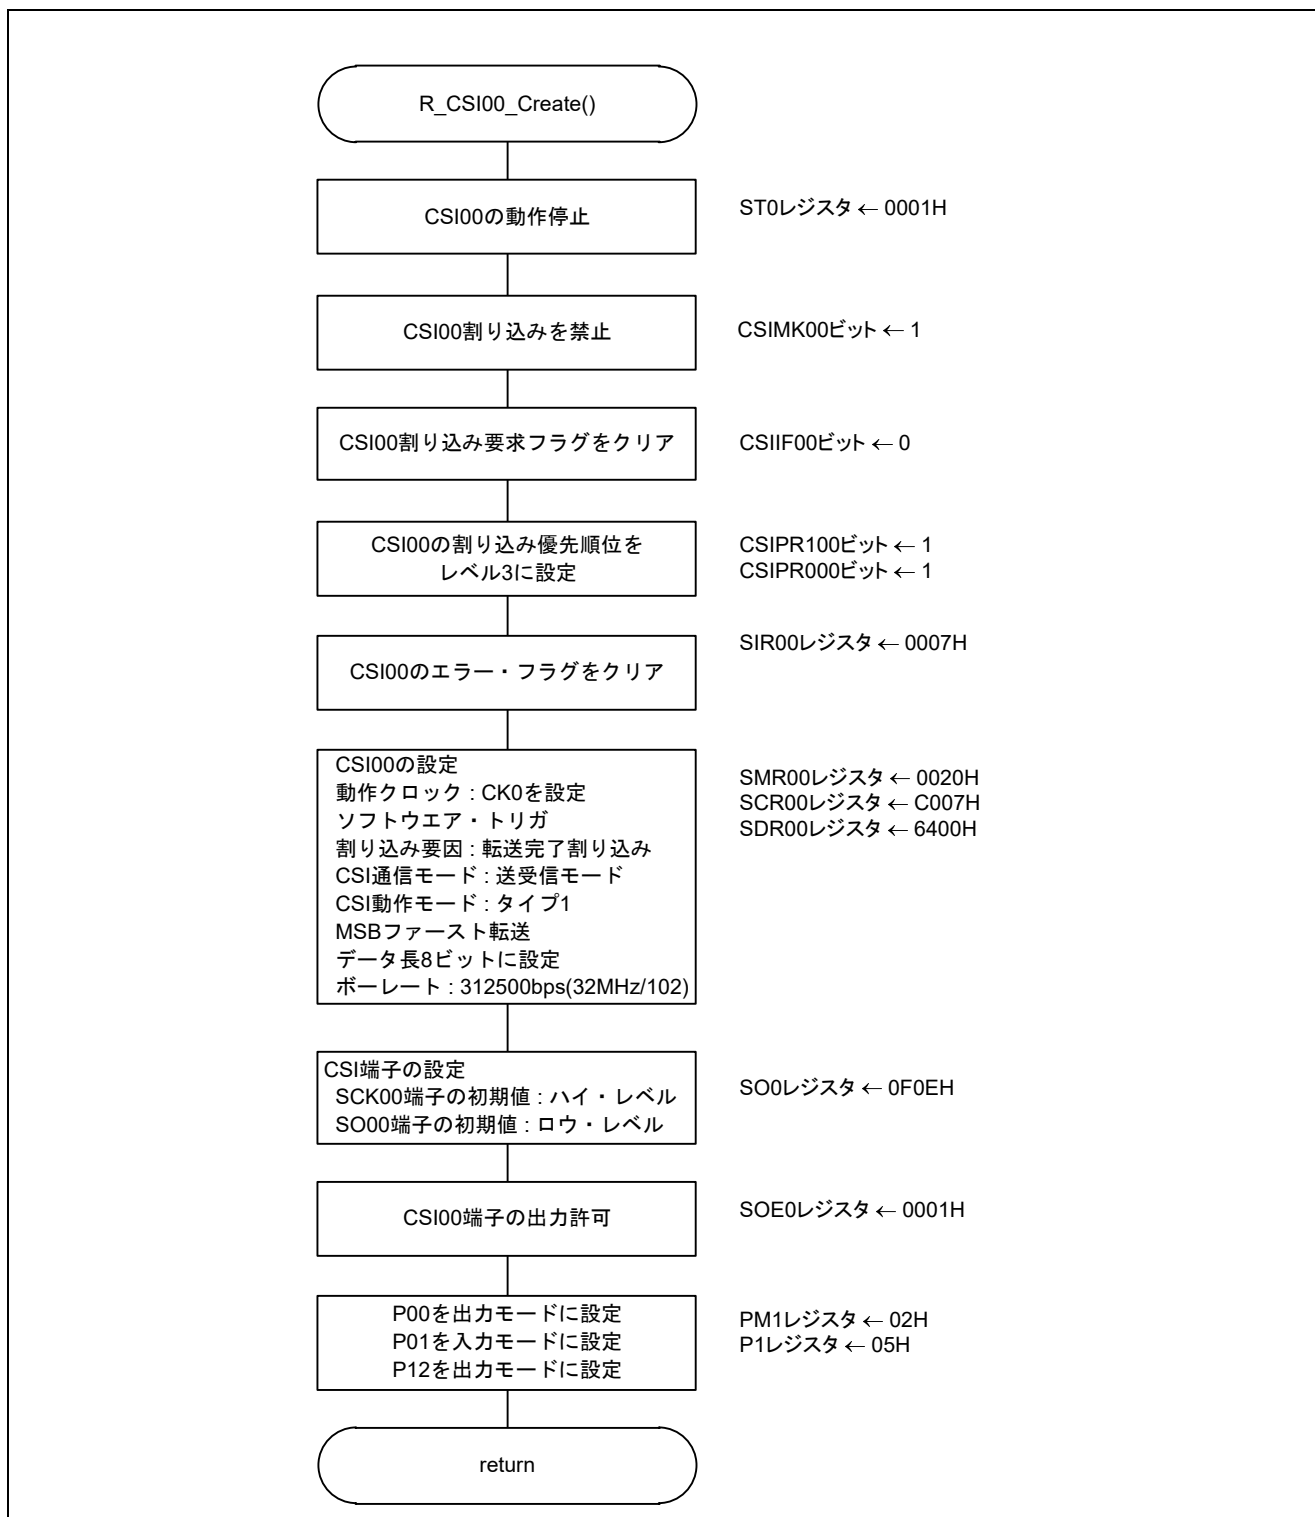 R_CSI00_Create()
CSI00の動作停止
ST0レジスタ ← 0001H
CSI00割り込みを禁止
CSIMK00ビット ← 1
CSI00割り込み要求フラグをクリア
CSIIF00ビット ← 0
CSI00の割り込み優先順位を
レベル3に設定
CSIPR100ビット ← 1
CSIPR000ビット ← 1
CSI00のエラー・フラグをクリア
SIR00レジスタ ← 0007H
CSI00の設定
動作クロック : CK0を設定
ソフトウエア・トリガ
割り込み要因 : 転送完了割り込み
CSI通信モード : 送受信モード
CSI動作モード : タイプ1
MSBファースト転送
データ長8ビットに設定
ボーレート : 312500bps(32MHz/102)
SMR00レジスタ ← 0020H
SCR00レジスタ ← C007H
SDR00レジスタ ← 6400H
CSI端子の設定
SCK00端子の初期値 : ハイ・レベル
SO00端子の初期値 : ロウ・レベル
SO0レジスタ ← 0F0EH
CSI00端子の出力許可
SOE0レジスタ ← 0001H
P00を出力モードに設定
P01を入力モードに設定
P12を出力モードに設定
PM1レジスタ ← 02H
P1レジスタ ← 05H
return